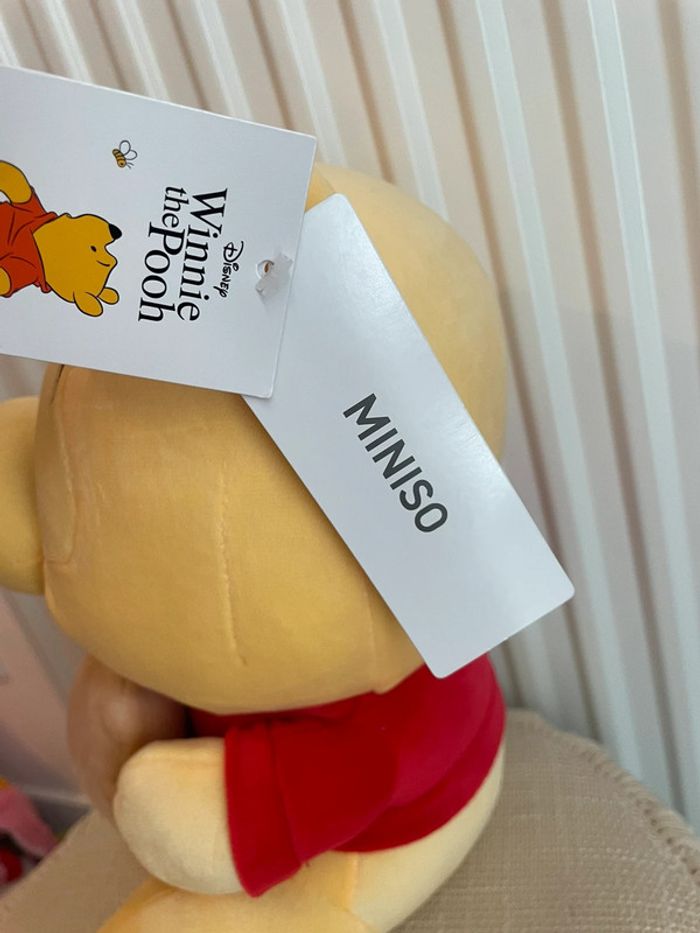 Disney
Winnie
the Pooh
MINISO